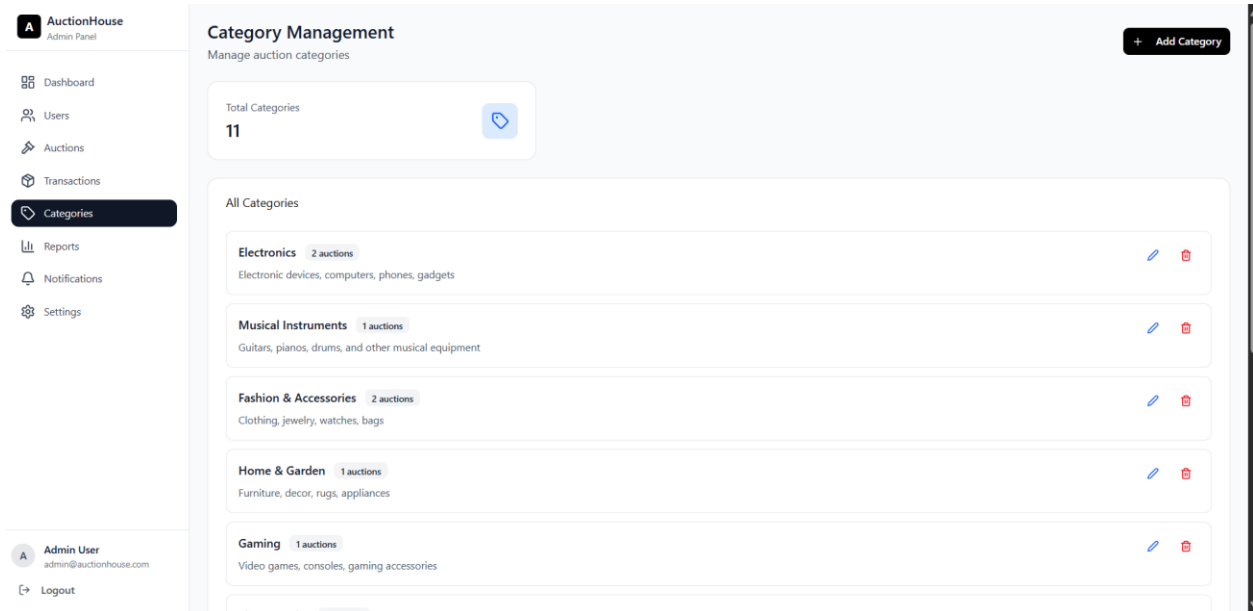 A
AuctionHouse
Admin Panel
Dashboard
Users
Auctions
Transactions
Categories
Reports
Notifications
Settings
A
Admin User
admin@auctionhouse.com
Logout
Category Management
Manage auction categories
+ Add Category
Total Categories
11
All Categories
Electronics 2 auctions
Electronic devices, computers, phones, gadgets
Musical Instruments 1 auctions
Guitars, pianos, drums, and other musical equipment
Fashion & Accessories 2 auctions
Clothing, jewelry, watches, bags
Home & Garden 1 auctions
Furniture, decor, rugs, appliances
Gaming 1 auctions
Video games, consoles, gaming accessories